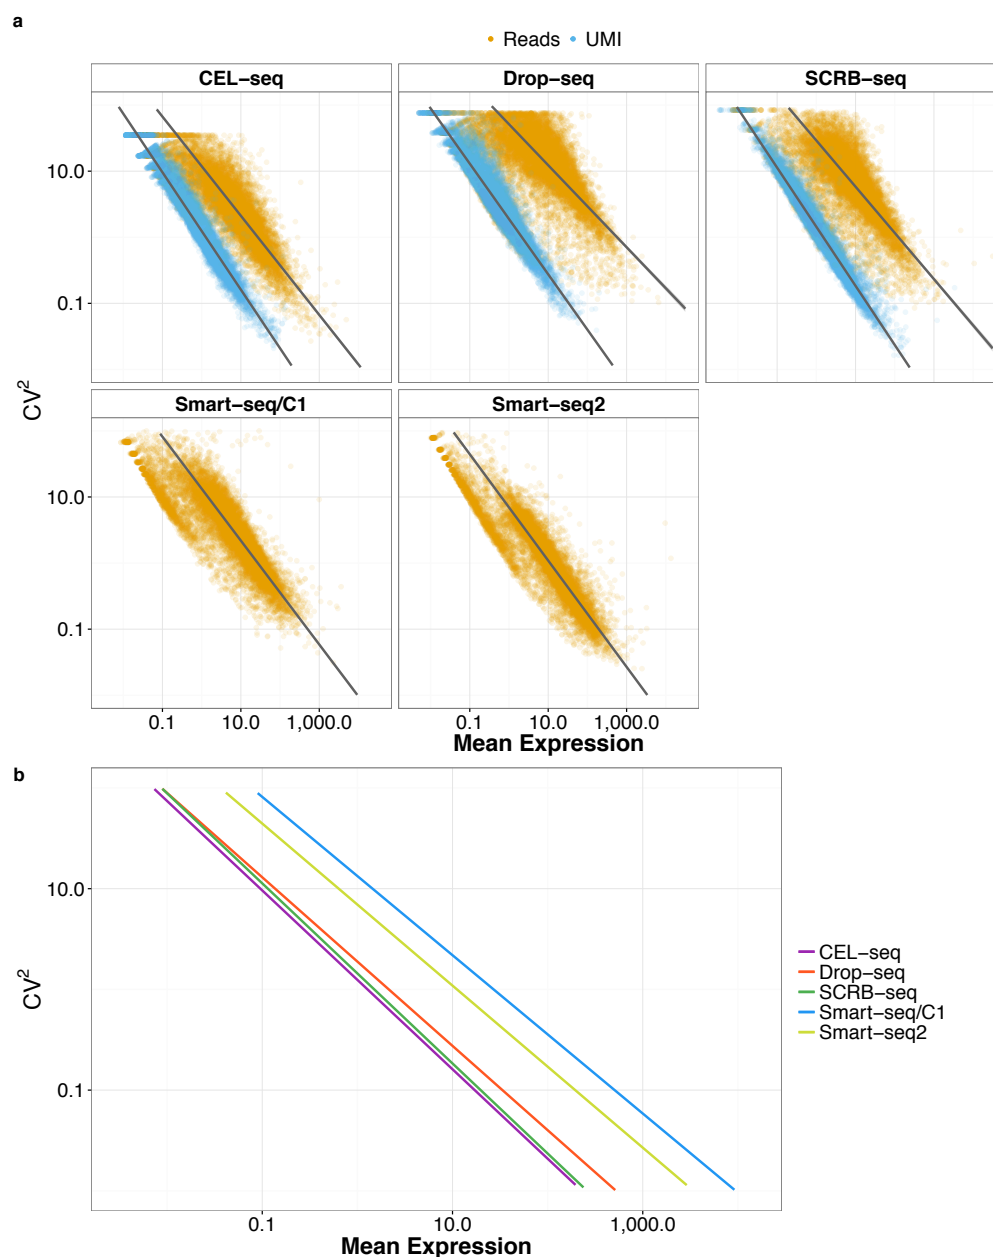 a
Reads UMI
CEL−seq Drop−seq SCRB−seq
10.0
0.1
CV²
Smart−seq/C1 Smart−seq2
10.0
0.1
0.1 10.0 1,000.0 0.1 10.0 1,000.0
Mean Expression
b
10.0
CV²
0.1
CEL−seq
Drop−seq
SCRB−seq
Smart−seq/C1
Smart−seq2
0.1 10.0 1,000.0
Mean Expression